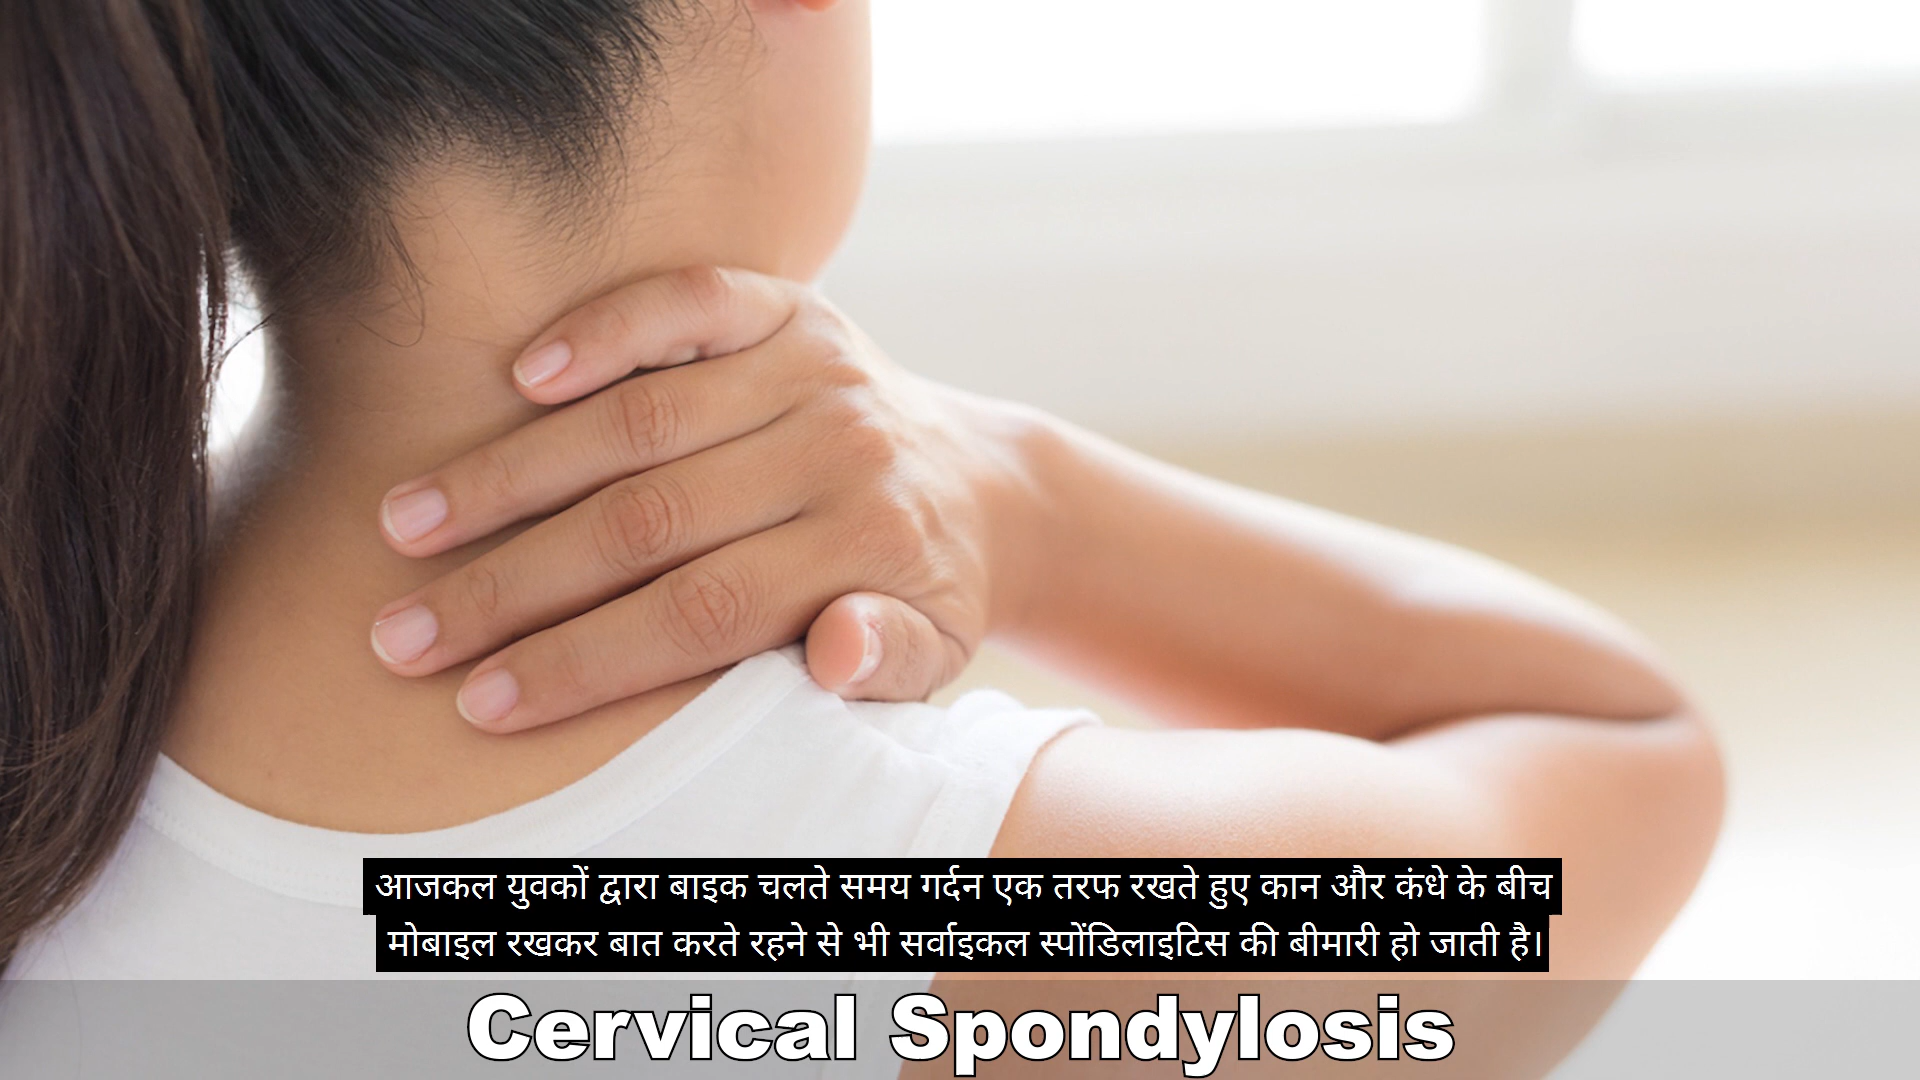 आजकल युवकों द्वारा बाइक चलते समय गर्दन एक तरफ रखते हुए कान और कंधे के बीच
मोबाइल रखकर बात करते रहने से भी सर्वाइकल स्पोंडिलाइटिस की बीमारी हो जाती है।
Cervical Spondylosis